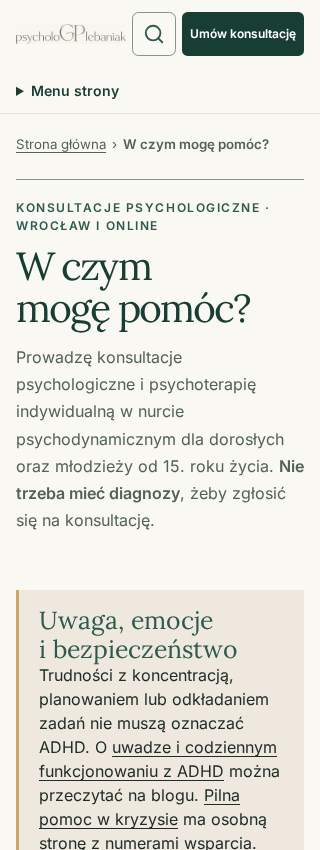 psycholoGPlebaniak
Umów konsultację
▶ Menu strony
Strona główna › W czym mogę pomóc?
KONSULTACJE PSYCHOLOGICZNE ·
WROCŁAW I ONLINE
W czym
mogę pomóc?
Prowadzę konsultacje
psychologiczne i psychoterapię
indywidualną w nurcie
psychodynamicznym dla dorosłych
oraz młodzieży od 15. roku życia. Nie
trzeba mieć diagnozy, żeby zgłosić
się na konsultację.
Uwaga, emocje
i bezpieczeństwo
Trudności z koncentracją,
planowaniem lub odkładaniem
zadań nie muszą oznaczać
ADHD. O uwadze i codziennym
funkcjonowaniu z ADHD można
przeczytać na blogu. Pilna
pomoc w kryzysie ma osobną
stronę z numerami wsparcia.